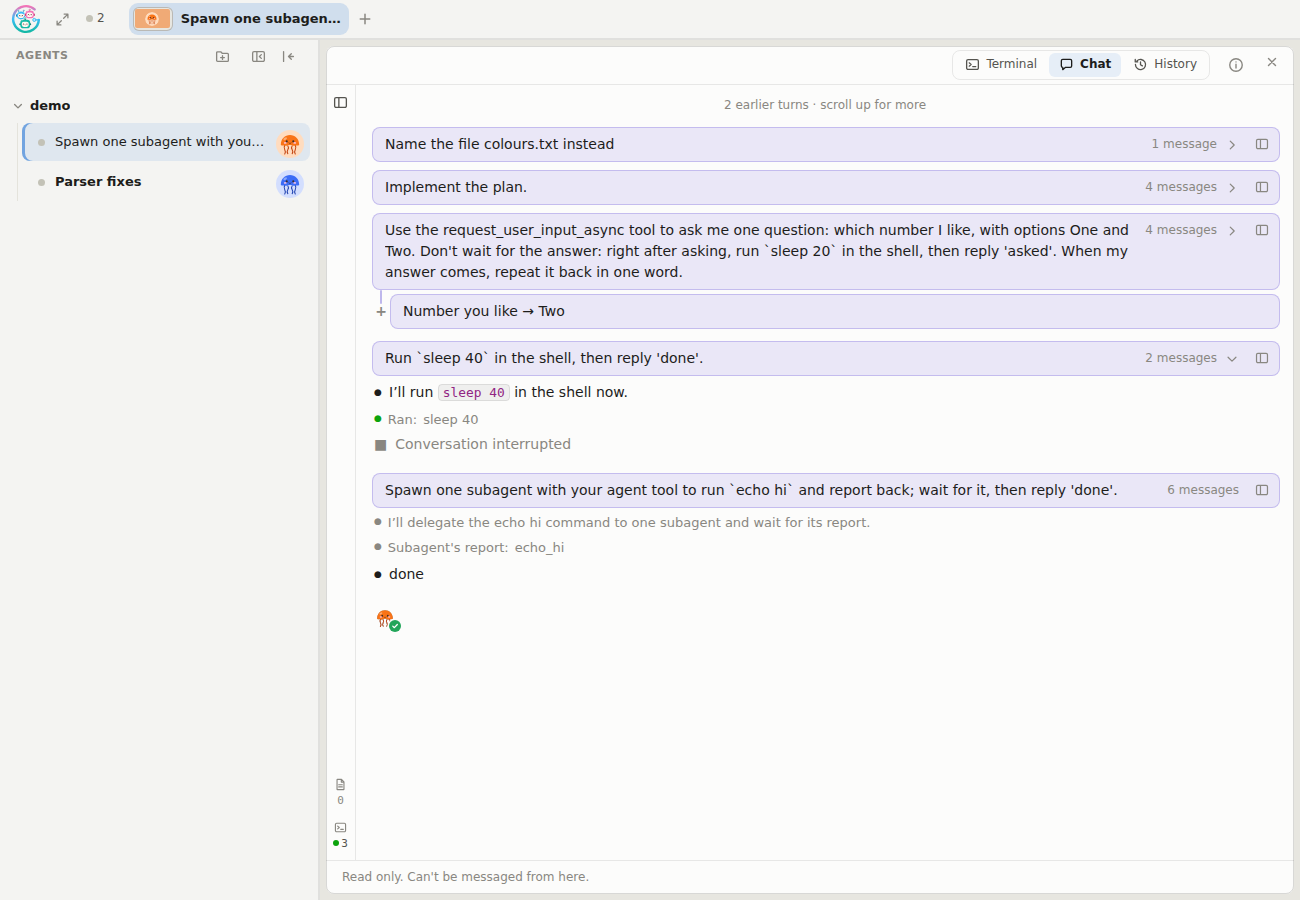 2
Spawn one subagen...
AGENTS
demo
Spawn one subagent with you...
Parser fixes
Terminal
Chat
History
2 earlier turns · scroll up for more
Name the file colours.txt instead
1 message
Implement the plan.
4 messages
Use the request_user_input_async tool to ask me one question: which number I like, with options One and
Two. Don't wait for the answer: right after asking, run `sleep 20` in the shell, then reply 'asked'. When my
answer comes, repeat it back in one word.
4 messages
+
Number you like → Two
Run `sleep 40` in the shell, then reply 'done'.
2 messages
I’ll run sleep 40 in the shell now.
Ran: sleep 40
Conversation interrupted
Spawn one subagent with your agent tool to run `echo hi` and report back; wait for it, then reply 'done'.
6 messages
I’ll delegate the echo hi command to one subagent and wait for its report.
Subagent's report: echo_hi
done
0
3
Read only. Can't be messaged from here.